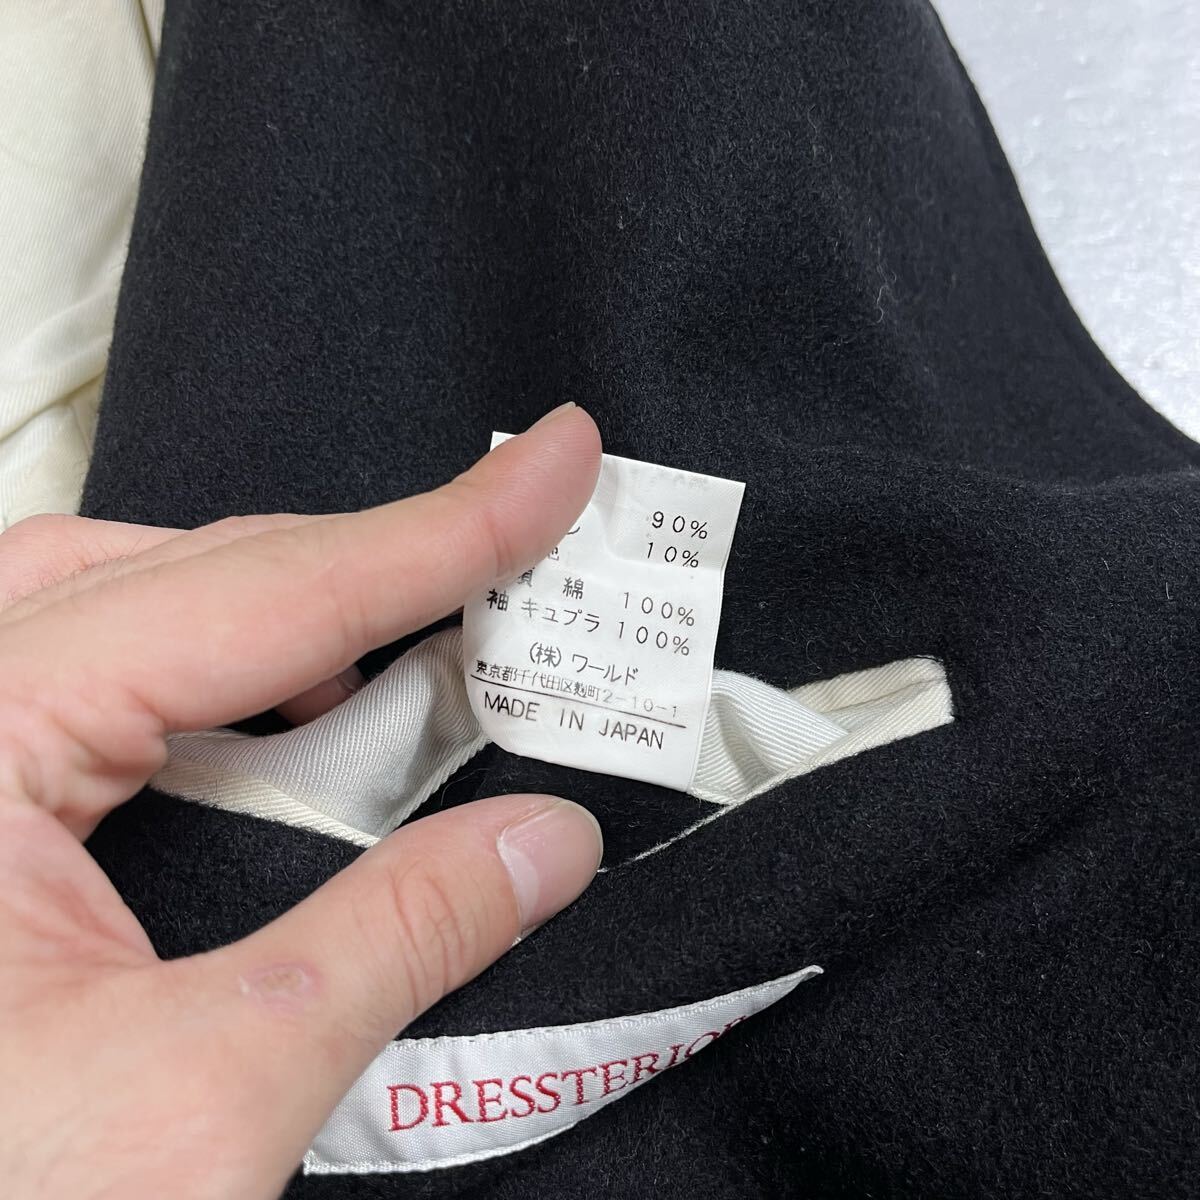 90%
10%
綿 100%
袖 キュプラ 100%
(株) ワールド
東京都千代田区麹町2-10-1
MADE IN JAPAN
DRESSTERIOR